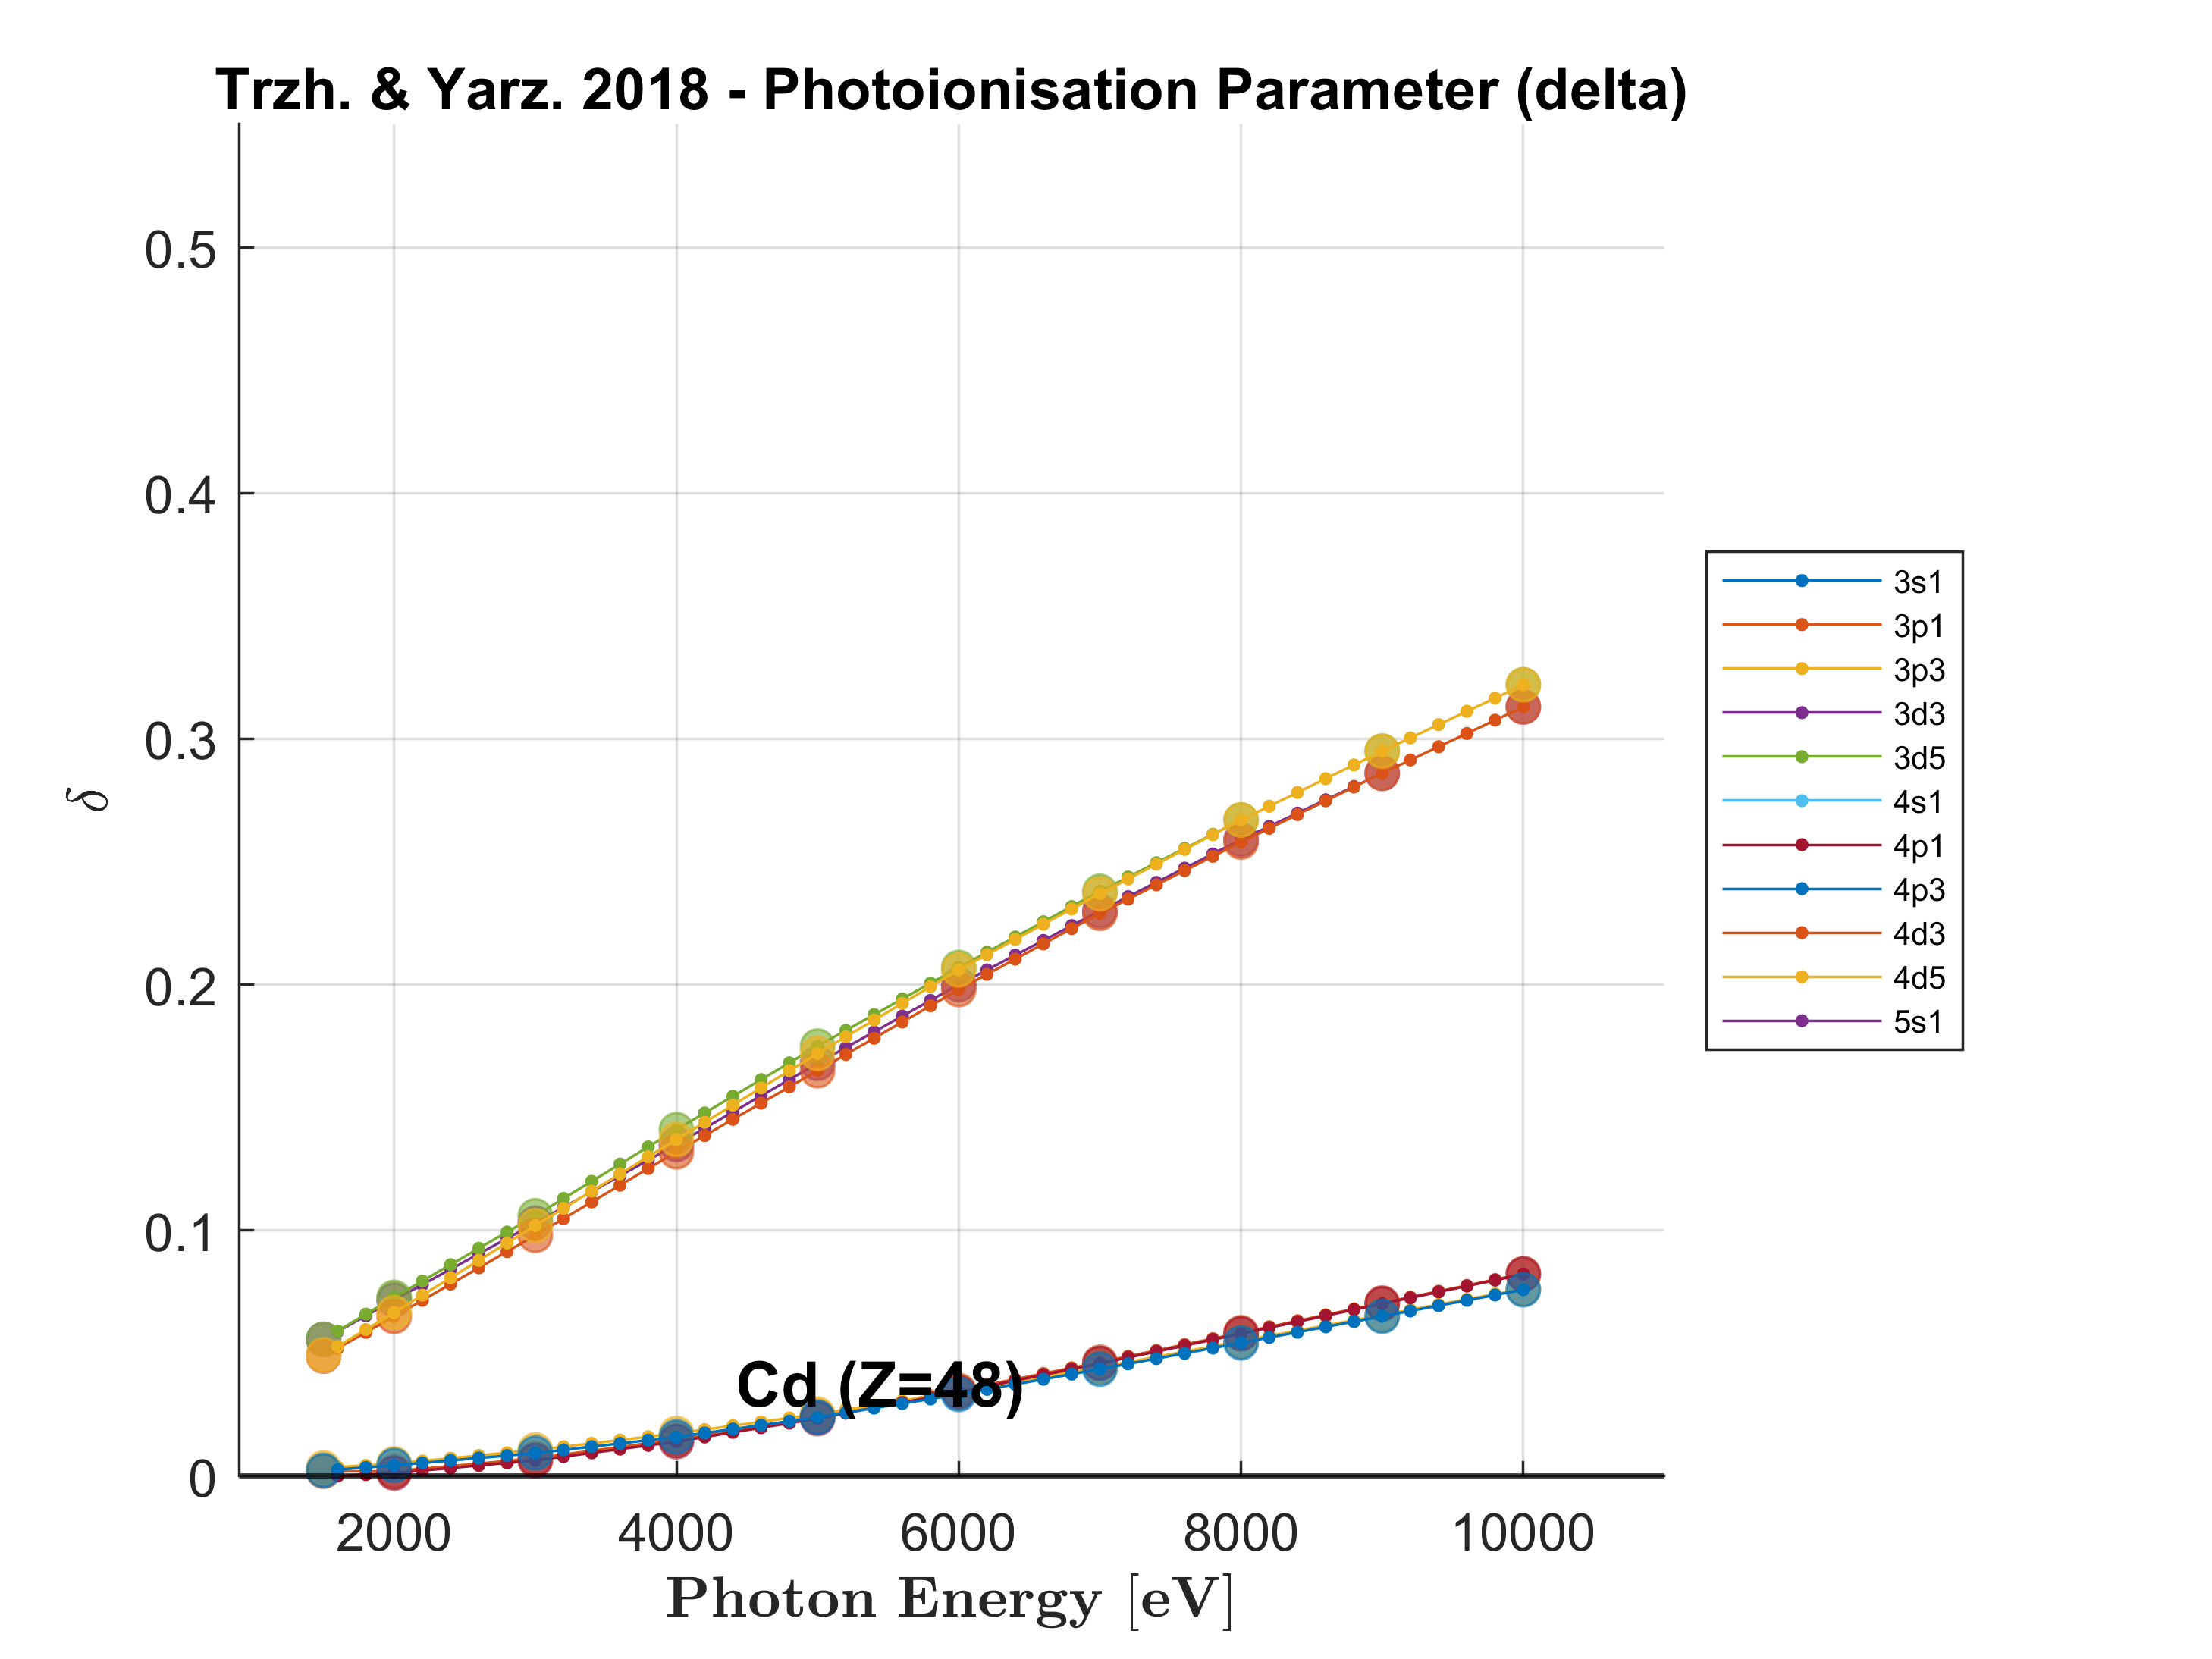 Trzh. & Yarz. 2018 - Photoionisation Parameter (delta)
0.5
0.4
0.3
0.2
0.1
0
δ
Cd (Z=48)
2000 4000 6000 8000 10000
Photon Energy [eV]
3s1
3p1
3p3
3d3
3d5
4s1
4p1
4p3
4d3
4d5
5s1